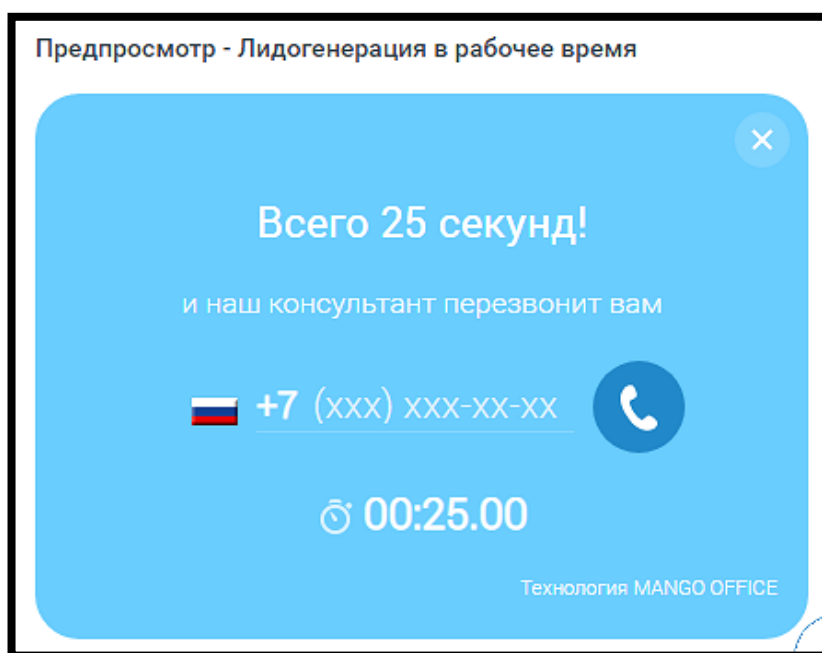 Предпросмотр - Лидогенерация в рабочее время
Всего 25 секунд!
и наш консультант перезвонит вам
+7 (xxx) xxx-xx-xx
00:25.00
Технология MANGO OFFICE